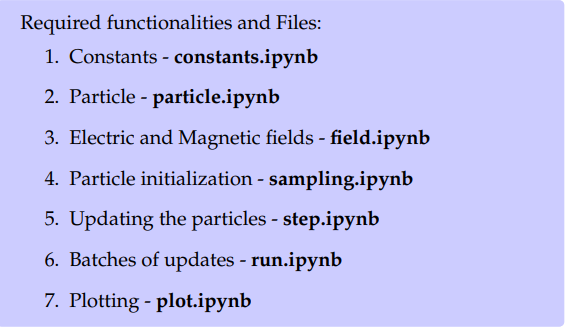 Required functionalities and Files:
1. Constants - constants.ipynb
2. Particle - particle.ipynb
3. Electric and Magnetic fields - field.ipynb
4. Particle initialization - sampling.ipynb
5. Updating the particles - step.ipynb
6. Batches of updates - run.ipynb
7. Plotting - plot.ipynb